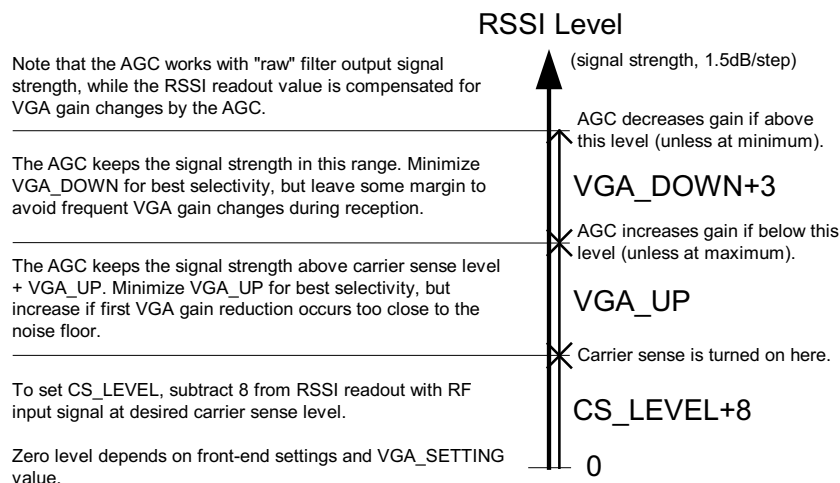 RSSI Level
(signal strength, 1.5dB/step)
Note that the AGC works with "raw" filter output signal
strength, while the RSSI readout value is compensated for
VGA gain changes by the AGC.
AGC decreases gain if above
this level (unless at minimum).
The AGC keeps the signal strength in this range. Minimize
VGA_DOWN for best selectivity, but leave some margin to
avoid frequent VGA gain changes during reception.
VGA_DOWN+3
AGC increases gain if below this
level (unless at maximum).
The AGC keeps the signal strength above carrier sense level
+ VGA_UP. Minimize VGA_UP for best selectivity, but
increase if first VGA gain reduction occurs too close to the
noise floor.
VGA_UP
Carrier sense is turned on here.
To set CS_LEVEL, subtract 8 from RSSI readout with RF
input signal at desired carrier sense level.
CS_LEVEL+8
Zero level depends on front-end settings and VGA_SETTING
value.
0